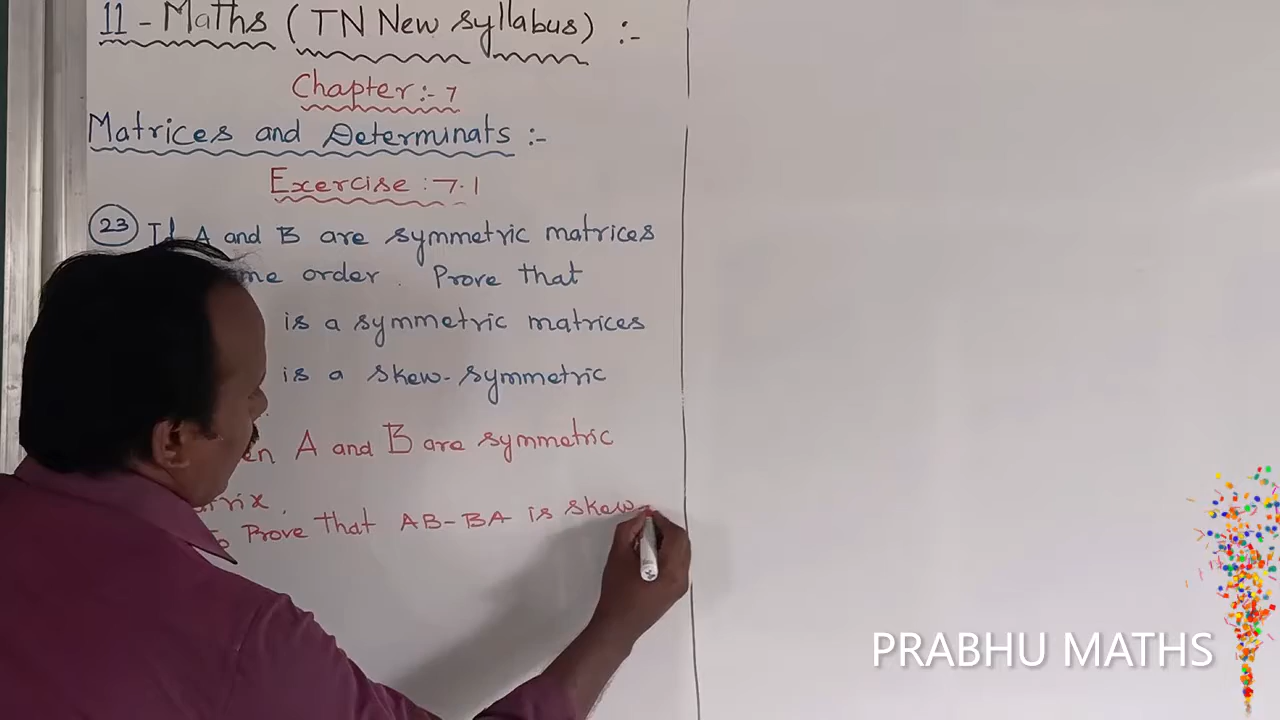 11 - Maths (TN New syllabus) :-
Chapter :- 7
Matrices and Determinats :-
Exercise : 7.1
23 If A and B are symmetric matrices
order. Prove that
is a symmetric matrices
is a skew-symmetric
A and B are symmetric
Prove that AB-BA is skew-
PRABHU MATHS